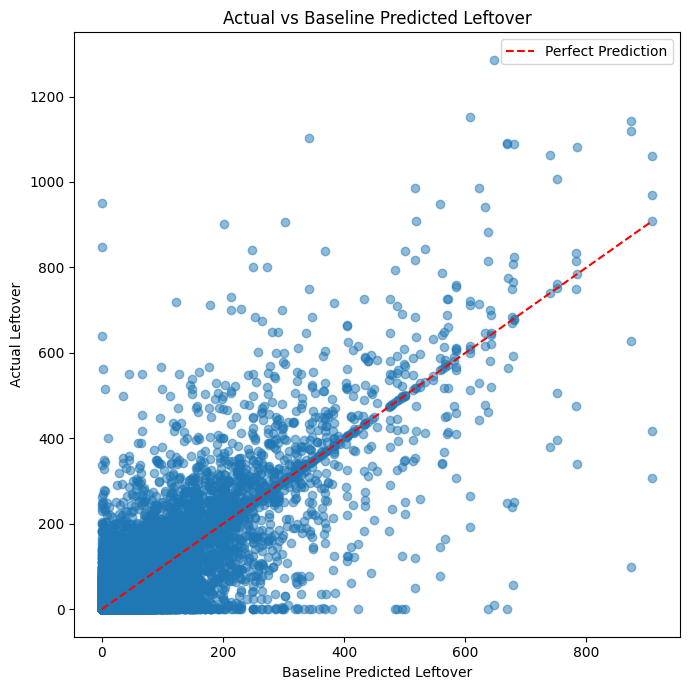 Actual vs Baseline Predicted Leftover
Perfect Prediction
Actual Leftover
1200
1000
800
600
400
200
0
0 200 400 600 800
Baseline Predicted Leftover